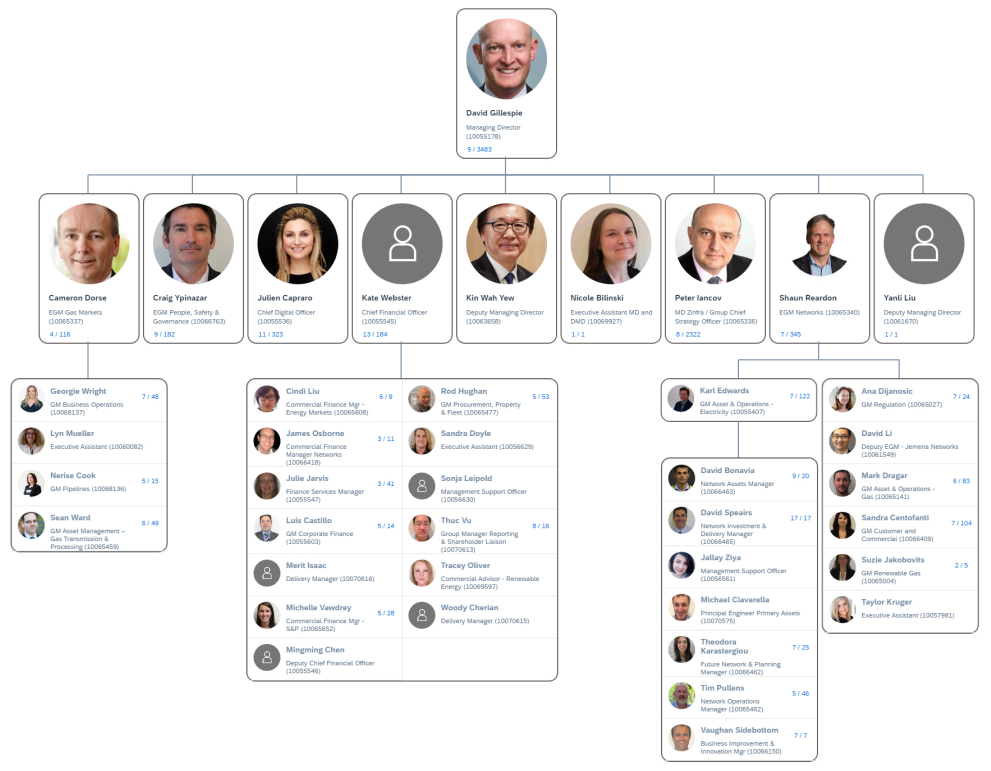 David Gillespie
Managing Director
(10055178)
9 / 3483
Cameron Dorse
EGM Gas Markets
(10065337)
4 / 116
Craig Ypinazar
EGM People, Safety &
Governance (10066763)
9 / 182
Julien Capraro
Chief Digital Officer
(10055536)
11 / 323
Kate Webster
Chief Financial Officer
(10055545)
13 / 184
Kin Wah Yew
Deputy Managing Director
(10063658)
Nicole Bilinski
Executive Assistant MD and
DMD (10069927)
1 / 1
Peter Iancov
MD Zinfra / Group Chief
Strategy Officer (10065336)
8 / 2322
Shaun Reardon
EGM Networks (10065340)
7 / 345
Yanli Liu
Deputy Managing Director
(10061670)
1 / 1
Georgie Wright
7 / 48
GM Business Operations
(10068137)
Lyn Mueller
Executive Assistant (10060082)
Nerise Cook
5 / 15
GM Pipelines (10068136)
Sean Ward
6 / 49
GM Asset Management –
Gas Transmission &
Processing (10065459)
Cindi Liu
6 / 8
Commercial Finance Mgr -
Energy Markets (10065608)
James Osborne
3 / 11
Commercial Finance
Manager Networks
(10066418)
Julie Jarvis
3 / 41
Finance Services Manager
(10055547)
Luis Castillo
5 / 14
GM Corporate Finance
(10055603)
Merit Isaac
Delivery Manager (10070616)
Michelle Vawdrey
5 / 28
Commercial Finance Mgr -
S&P (10065652)
Mingming Chen
Deputy Chief Financial Officer
(10055546)
Rod Hughan
5 / 53
GM Procurement, Property
& Fleet (10065477)
Sandra Doyle
Executive Assistant (10056629)
Sonja Leipold
Management Support Officer
(10056630)
Thuc Vu
8 / 16
Group Manager Reporting
& Shareholder Liaison
(10070613)
Tracey Oliver
Commercial Advisor - Renewable
Energy (10069597)
Woody Cherian
Delivery Manager (10070615)
Karl Edwards
7 / 122
GM Asset & Operations -
Electricity (10055407)
David Bonavia
9 / 20
Network Assets Manager
(10066463)
David Speairs
17 / 17
Network Investment &
Delivery Manager
(10066465)
Jallay Ziya
Management Support Officer
(10056561)
Michael Ciavarella
Principal Engineer Primary Assets
(10070575)
Theodora
Karastergiou
7 / 25
Future Network & Planning
Manager (10066462)
Tim Pullens
5 / 46
Network Operations
Manager (10065462)
Vaughan Sidebottom
7 / 7
Business Improvement &
Innovation Mgr (10066150)
Ana Dijanosic
7 / 24
GM Regulation (10065027)
David Li
Deputy EGM - Jemena Networks
(10061549)
Mark Dragar
6 / 83
GM Asset & Operations -
Gas (10065141)
Sandra Centofanti
7 / 104
GM Customer and
Commercial (10066409)
Suzie Jakobovits
2 / 5
GM Renewable Gas
(10065004)
Taylor Kruger
Executive Assistant (10057981)